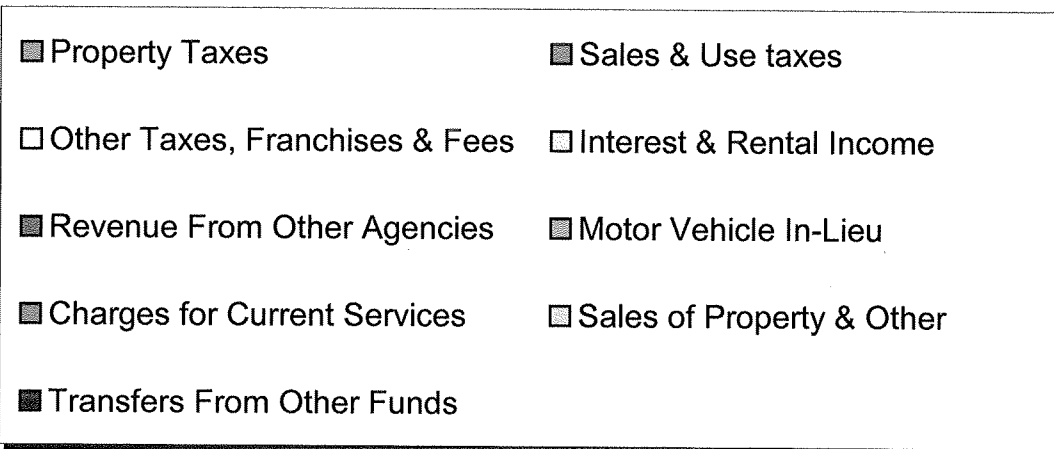 Property Taxes
Sales & Use taxes
Other Taxes, Franchises & Fees
Interest & Rental Income
Revenue From Other Agencies
Motor Vehicle In-Lieu
Charges for Current Services
Sales of Property & Other
Transfers From Other Funds